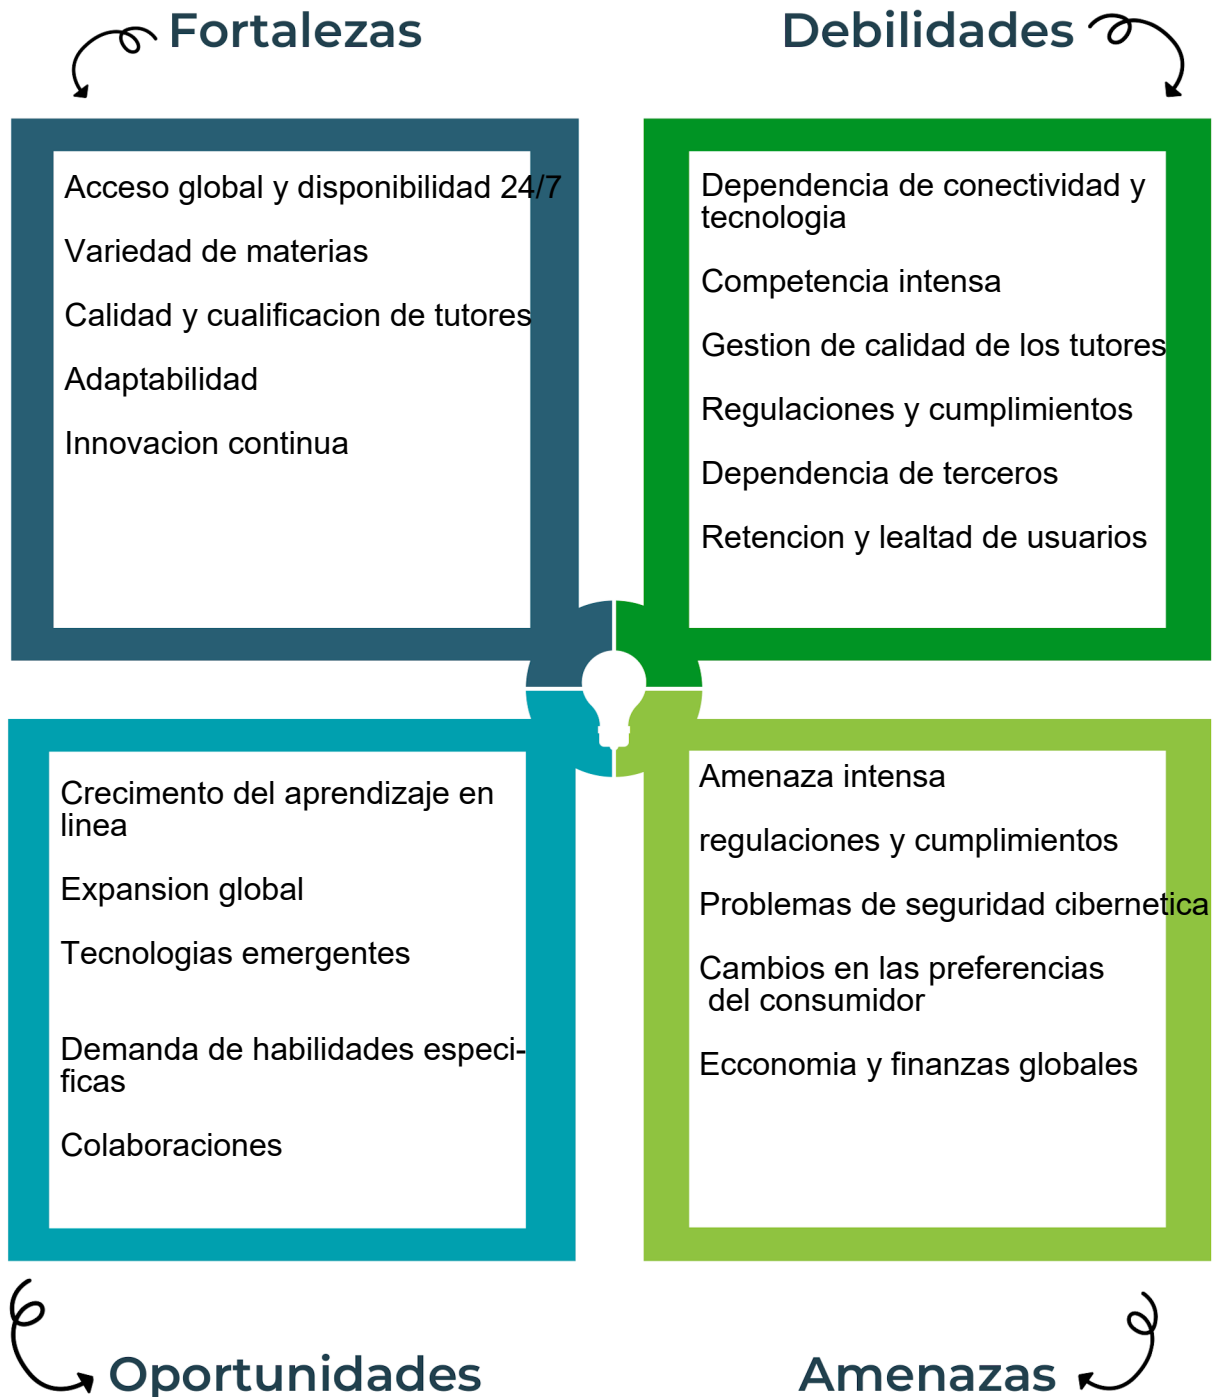 Fortalezas
Acceso global y disponibilidad 24/7
Variedad de materias
Calidad y cualificacion de tutores
Adaptabilidad
Innovacion continua
Debilidades
Dependencia de conectividad y
tecnologia
Competencia intensa
Gestion de calidad de los tutores
Regulaciones y cumplimientos
Dependencia de terceros
Retencion y lealtad de usuarios
Crecimento del aprendizaje en
linea
Expansion global
Tecnologias emergentes
Demanda de habilidades especi-
ficas
Colaboraciones
Oportunidades
Amenaza intensa
regulaciones y cumplimientos
Problemas de seguridad cibernetica
Cambios en las preferencias
del consumidor
Ecconomia y finanzas globales
Amenazas